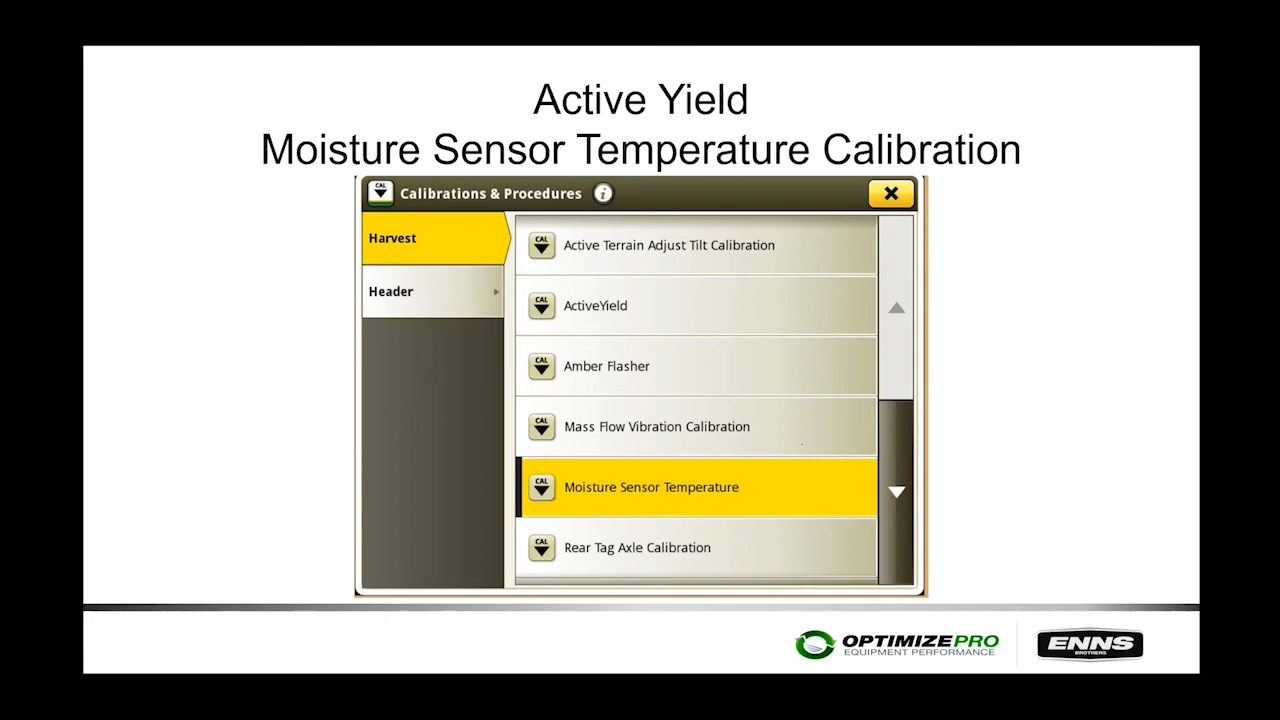 Active Yield
Moisture Sensor Temperature Calibration
CAL Calibrations & Procedures i
Harvest
Header
CAL Active Terrain Adjust Tilt Calibration
CAL ActiveYield
CAL Amber Flasher
CAL Mass Flow Vibration Calibration
CAL Moisture Sensor Temperature
CAL Rear Tag Axle Calibration
OPTIMIZEPRO
EQUIPMENT PERFORMANCE
ENNS
BROTHERS